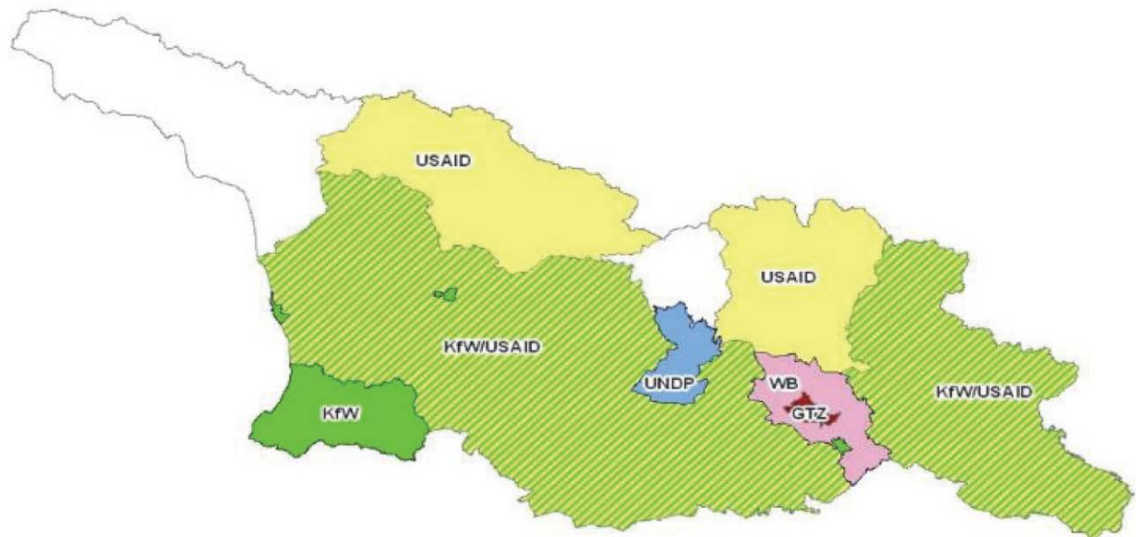 USAID
USAID
KfW/USAID
UNDP
WB
KfW/USAID
KfW
GTZ